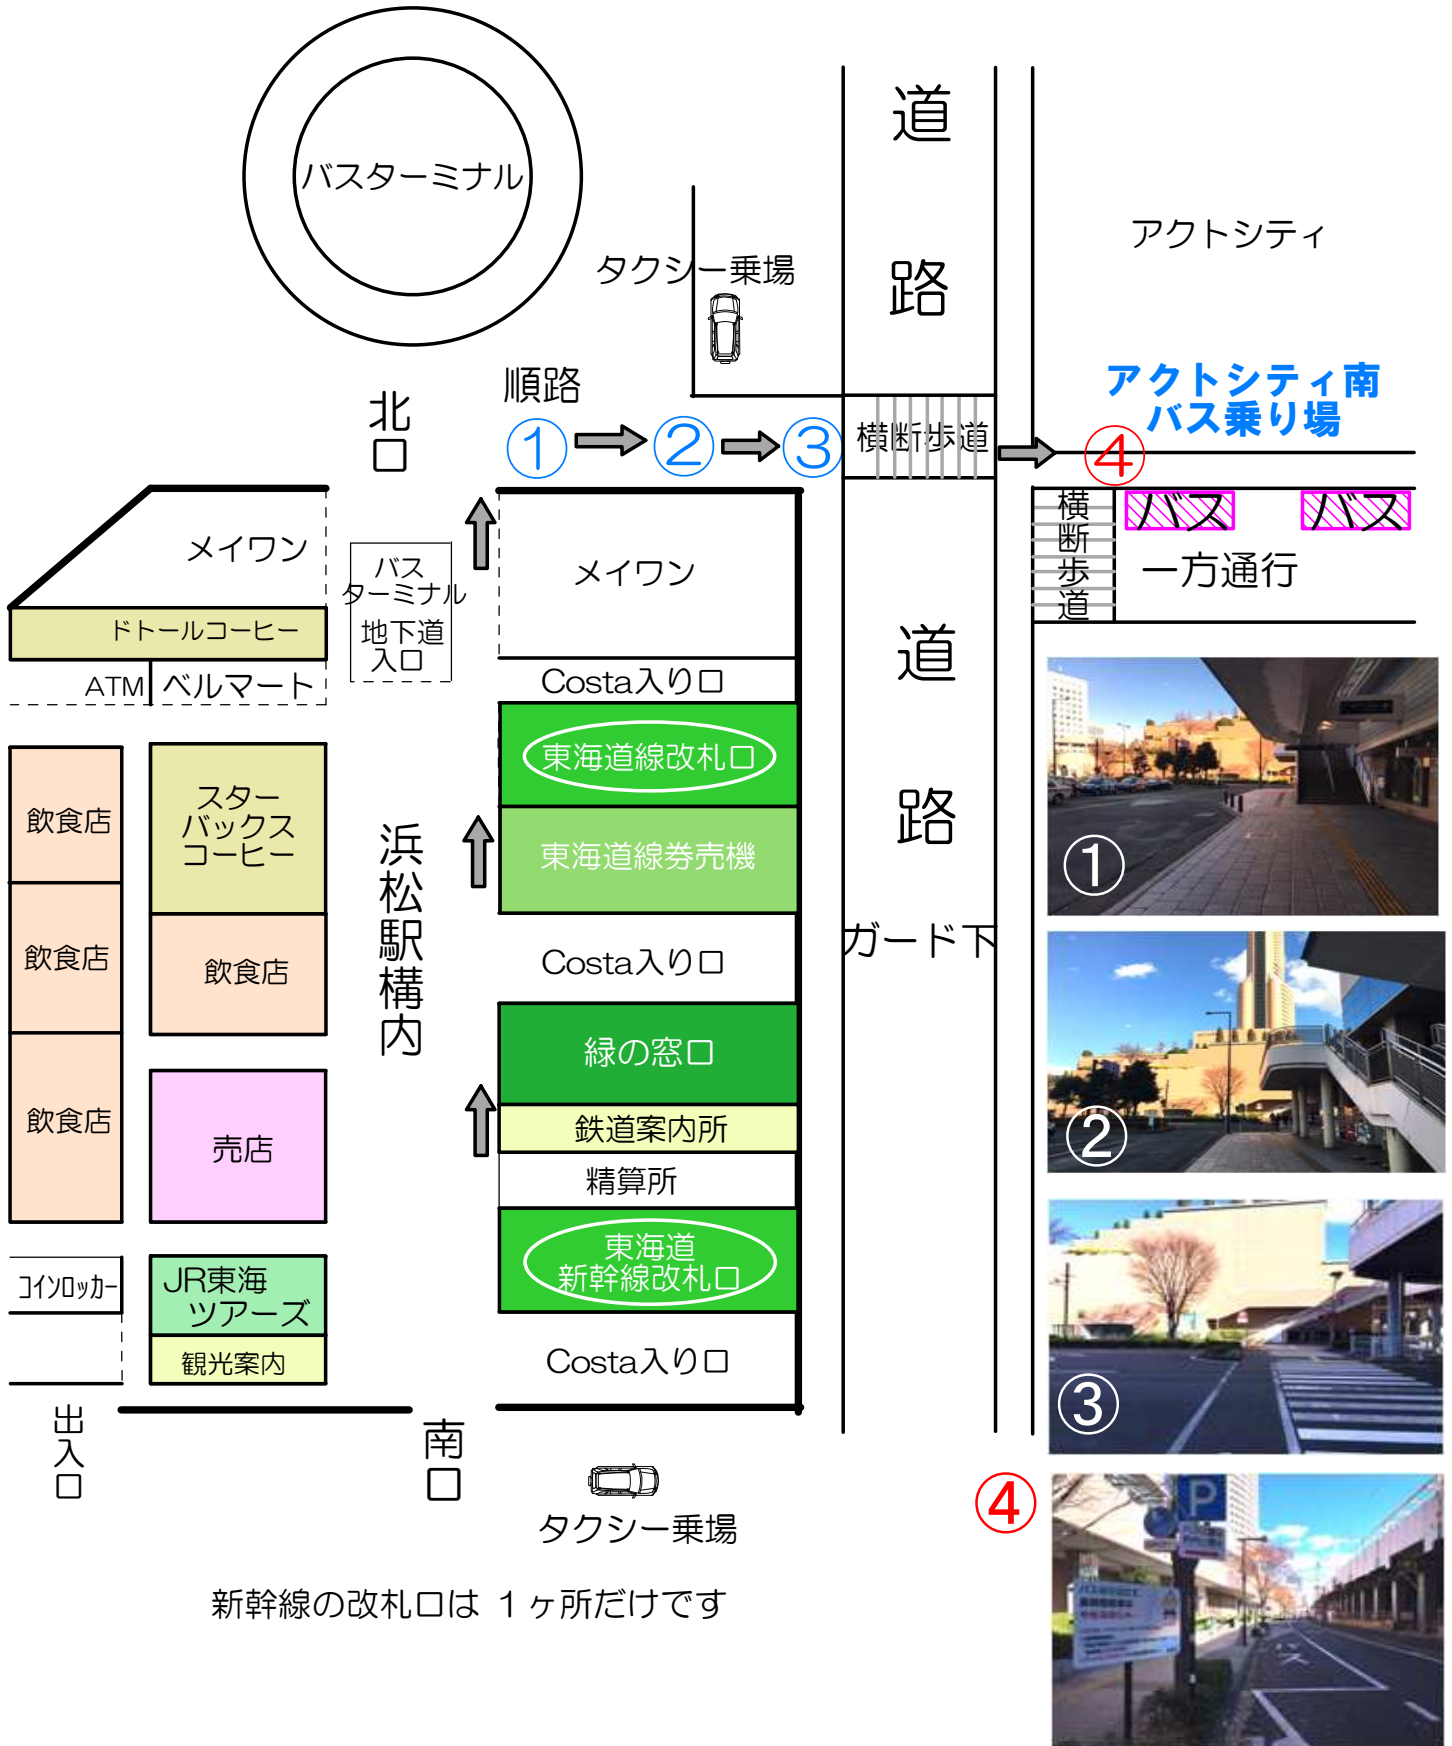 バスターミナル
道
路
アクトシティ
タクシー乗場
アクトシティ南
バス乗り場
北口
順路
① ② ③ 横断歩道 ④
横断歩道
バス バス
一方通行
メイワン
バス
ターミナル
地下道
入口
メイワン
ドトールコーヒー
ATM ベルマート
Costa入り口
東海道線改札口
東海道線券売機
Costa入り口
緑の窓口
鉄道案内所
精算所
東海道
新幹線改札口
Costa入り口
飲食店
飲食店
飲食店
スター
バックス
コーヒー
飲食店
売店
コインロッカー
JR東海
ツアーズ
観光案内
浜松駅構内
道
路
ガード下
①
②
③
④
P
出入口
南口
タクシー乗場
新幹線の改札口は 1ヶ所だけです